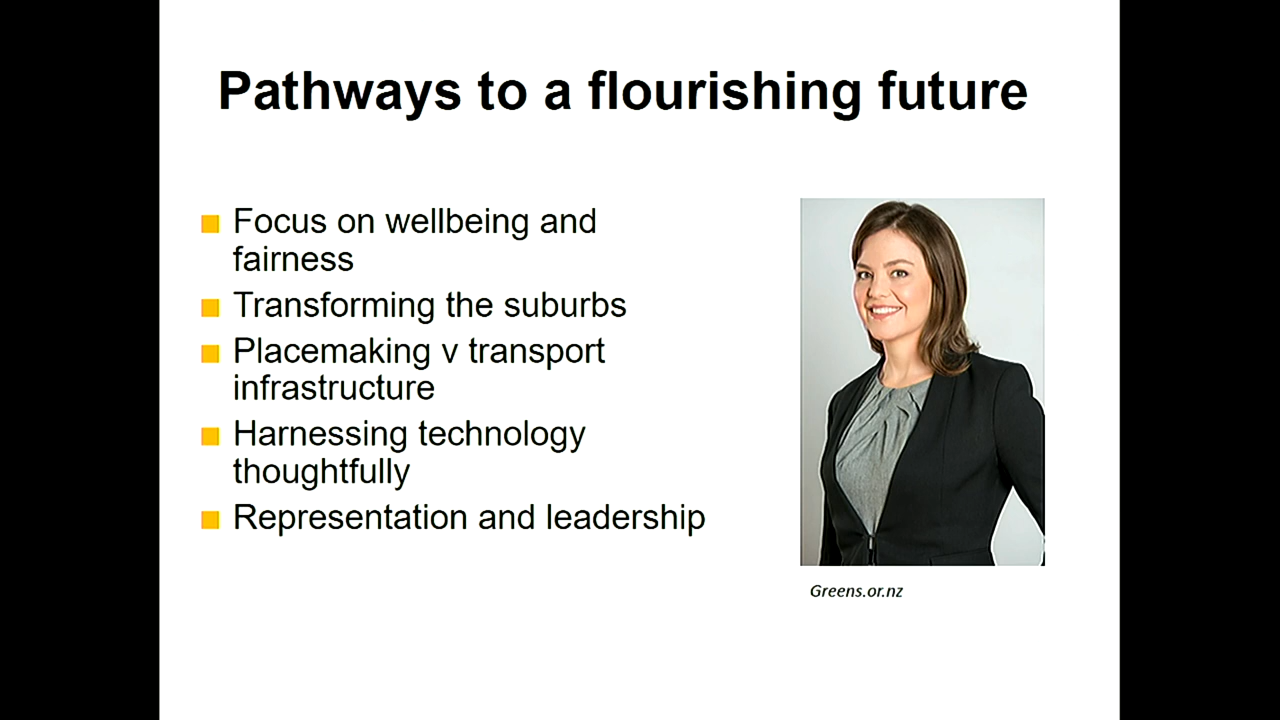 Pathways to a flourishing future
Focus on wellbeing and
fairness
Transforming the suburbs
Placemaking v transport
infrastructure
Harnessing technology
thoughtfully
Representation and leadership
Greens.or.nz